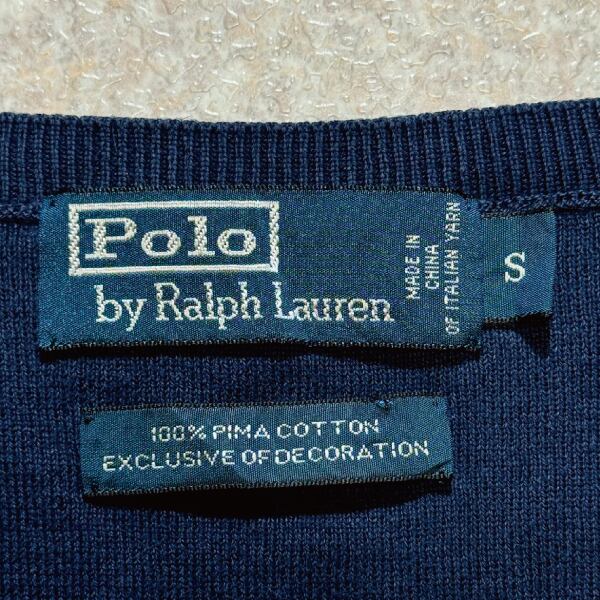 Polo
by Ralph Lauren
MADE IN
CHINA
OF ITALIAN YARN
S
100% PIMA COTTON
EXCLUSIVE OF DECORATION